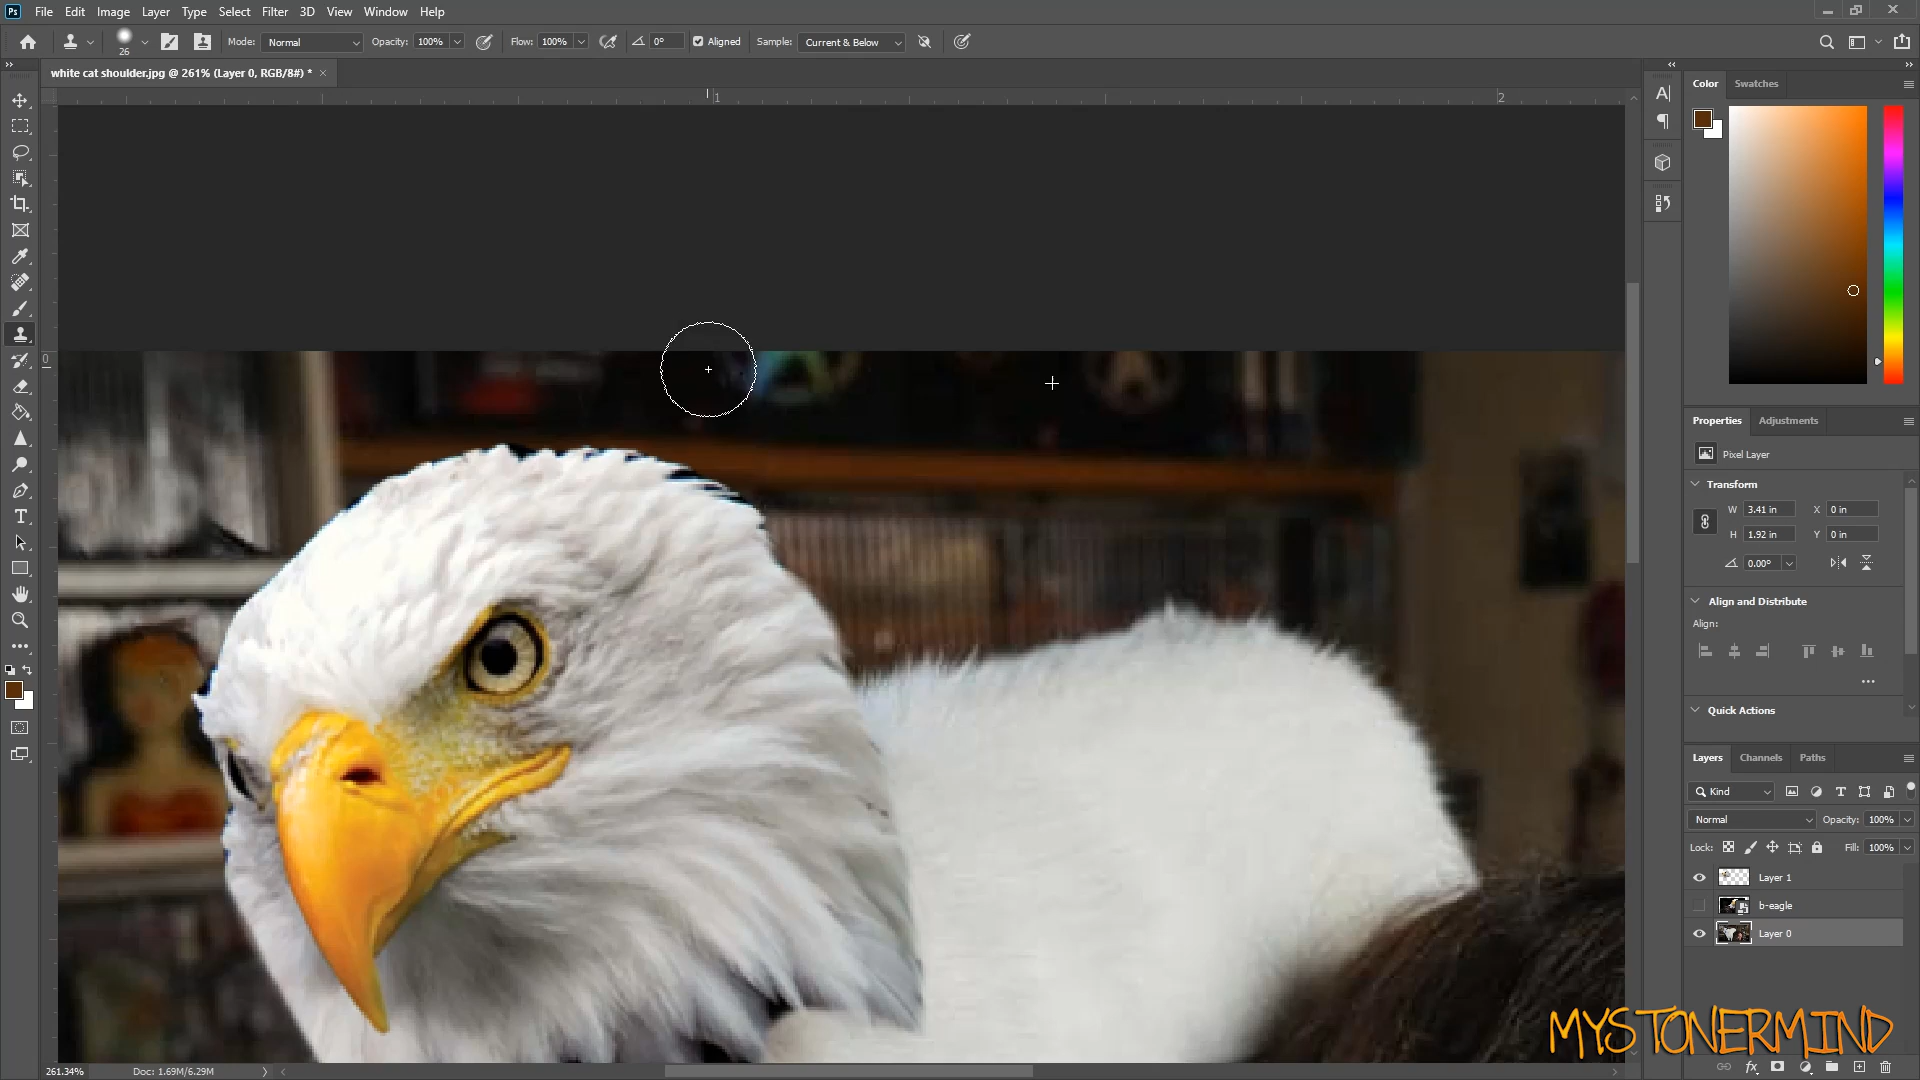 Ps File Edit Image Layer Type Select Filter 3D View Window Help
26 Mode: Normal Opacity: 100% Flow: 100% 0° Aligned Sample: Current & Below
white cat shoulder.jpg @ 261% (Layer 0, RGB/8#) * ×
1 2
0
Color Swatches
Properties Adjustments
Pixel Layer
Transform
W 3.41 in X 0 in
H 1.92 in Y 0 in
0.00°
Align and Distribute
Align:
Quick Actions
Layers Channels Paths
Kind
Normal Opacity: 100%
Lock: Fill: 100%
Layer 1
b-eagle
Layer 0
MYSTONERMIND
261.34% Doc: 1.69M/6.29M